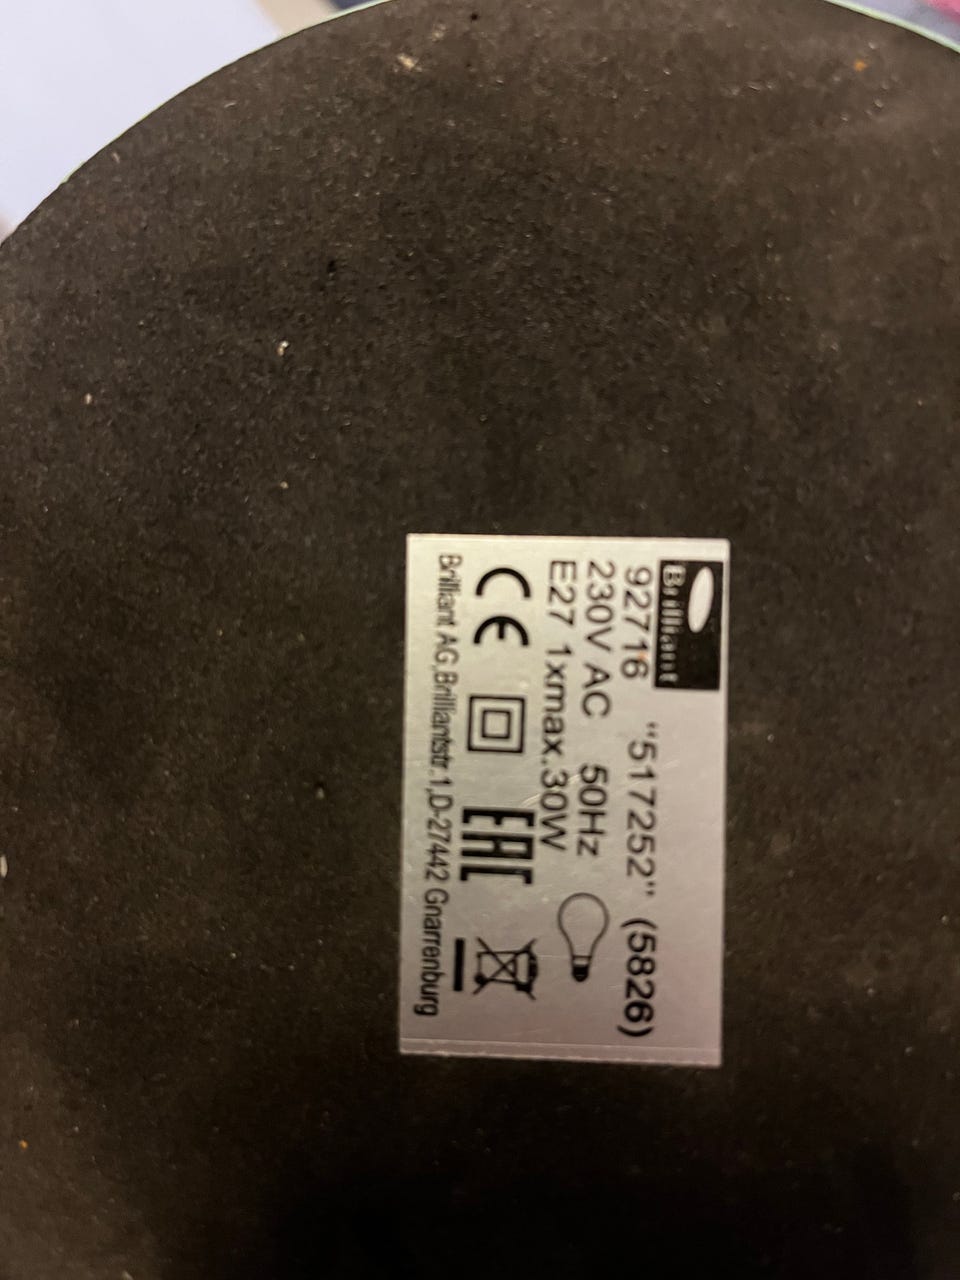 Brilliant
92716 "517252" (5826)
230V AC 50Hz
E27 1xmax.30W
CE EAC
Brilliant AG,Brilliantstr.1,D-27442 Gnarrenburg